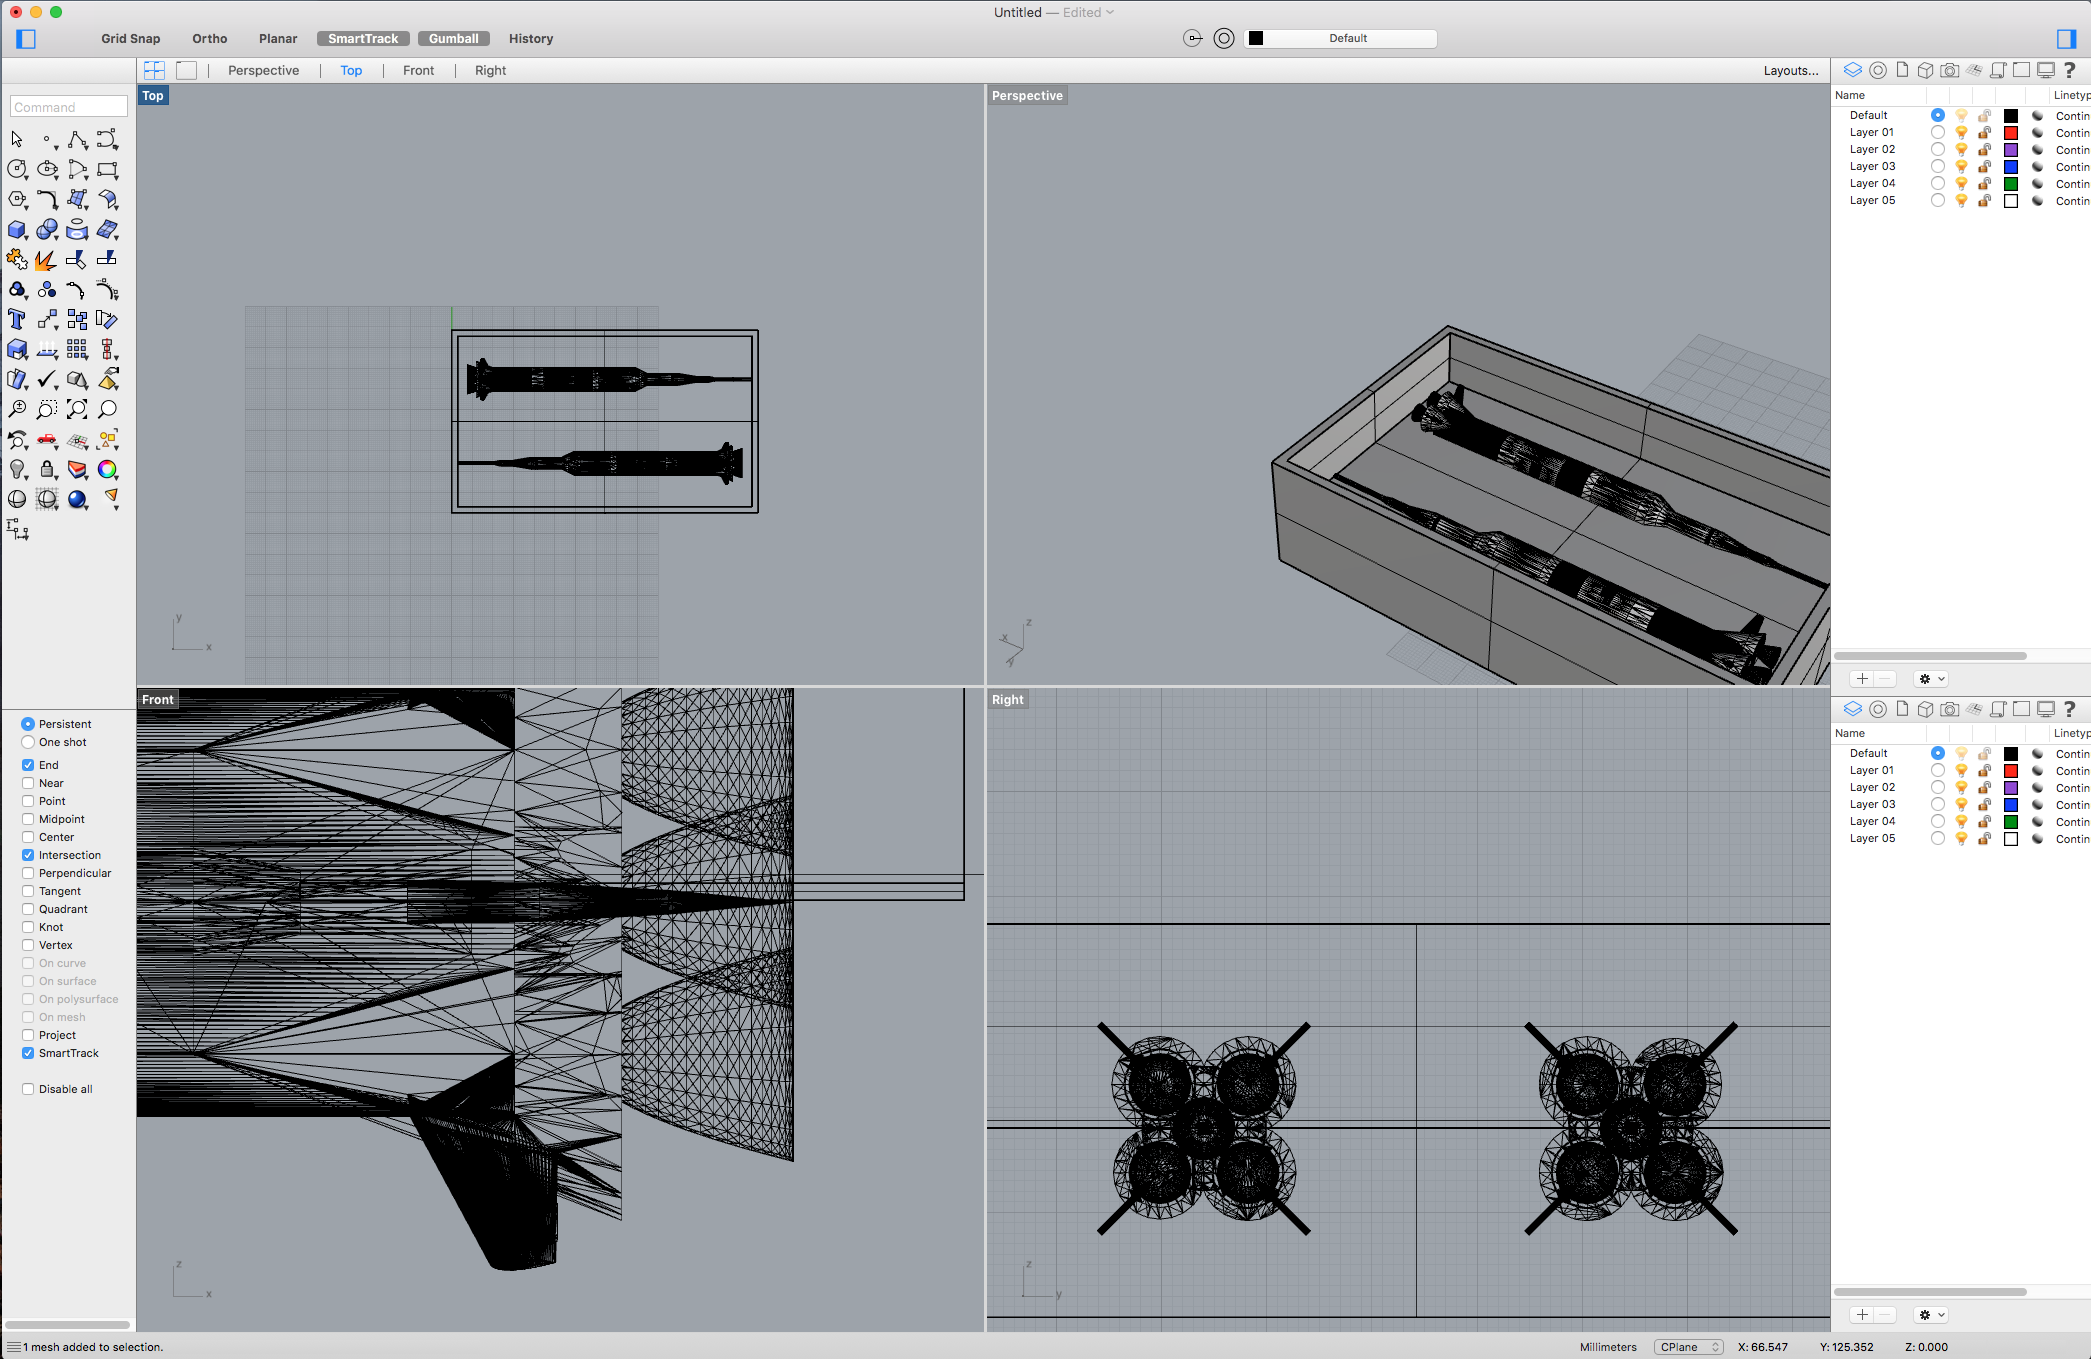 Untitled — Edited
Grid Snap Ortho Planar SmartTrack Gumball History Default
Perspective Top Front Right Layouts...
Command
Top
Perspective
y
x
z
x
y
Front
Right
z
x
z
y
Name Linetyp
Default Contin
Layer 01 Contin
Layer 02 Contin
Layer 03 Contin
Layer 04 Contin
Layer 05 Contin
Persistent
One shot
End
Near
Point
Midpoint
Center
Intersection
Perpendicular
Tangent
Quadrant
Knot
Vertex
On curve
On surface
On polysurface
On mesh
Project
SmartTrack
Disable all
Name Linetyp
Default Contin
Layer 01 Contin
Layer 02 Contin
Layer 03 Contin
Layer 04 Contin
Layer 05 Contin
1 mesh added to selection.
Millimeters CPlane X: 66.547 Y: 125.352 Z: 0.000